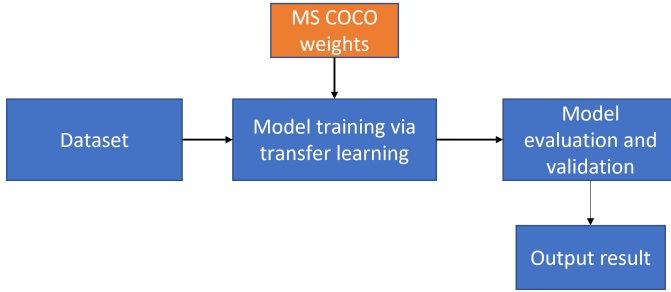 MS COCO
weights
Dataset
Model training via
transfer learning
Model
evaluation and
validation
Output result